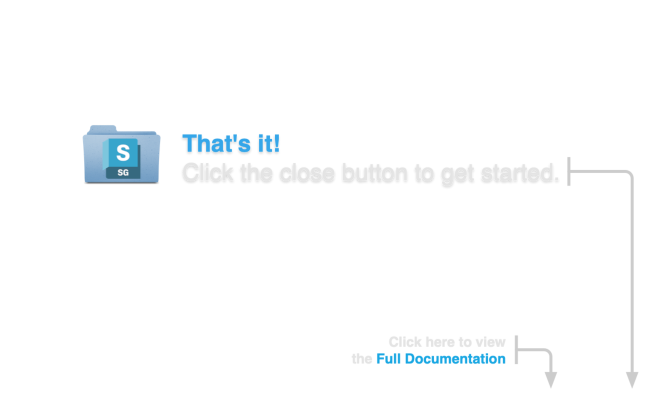 That's it!
S
Click the close button to get started.
SG
Click here to view
the Full Documentation